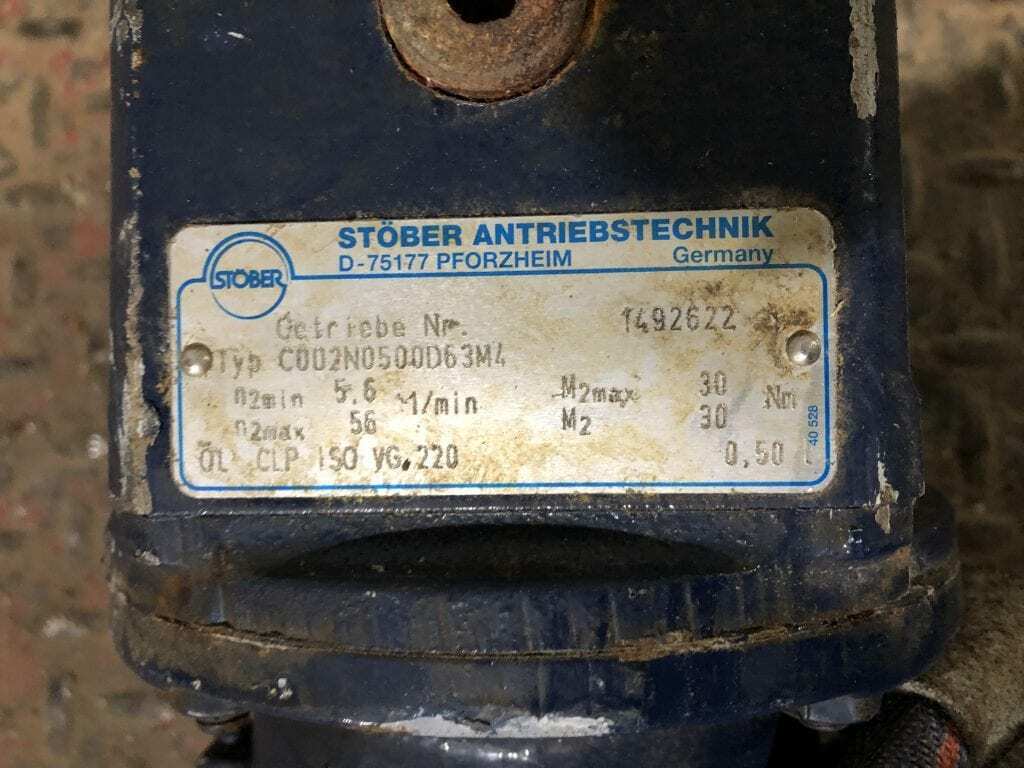 STÖBER ANTRIEBSTECHNIK
D-75177 PFORZHEIM Germany
STÖBER
Getriebe Nr. 1492622
Typ C002N0500D63M4
n2min 5.6 1/min M2max 30 Nm
n2max 56 M2 30
ÖL CLP ISO VG.220 0,50 l
40 528